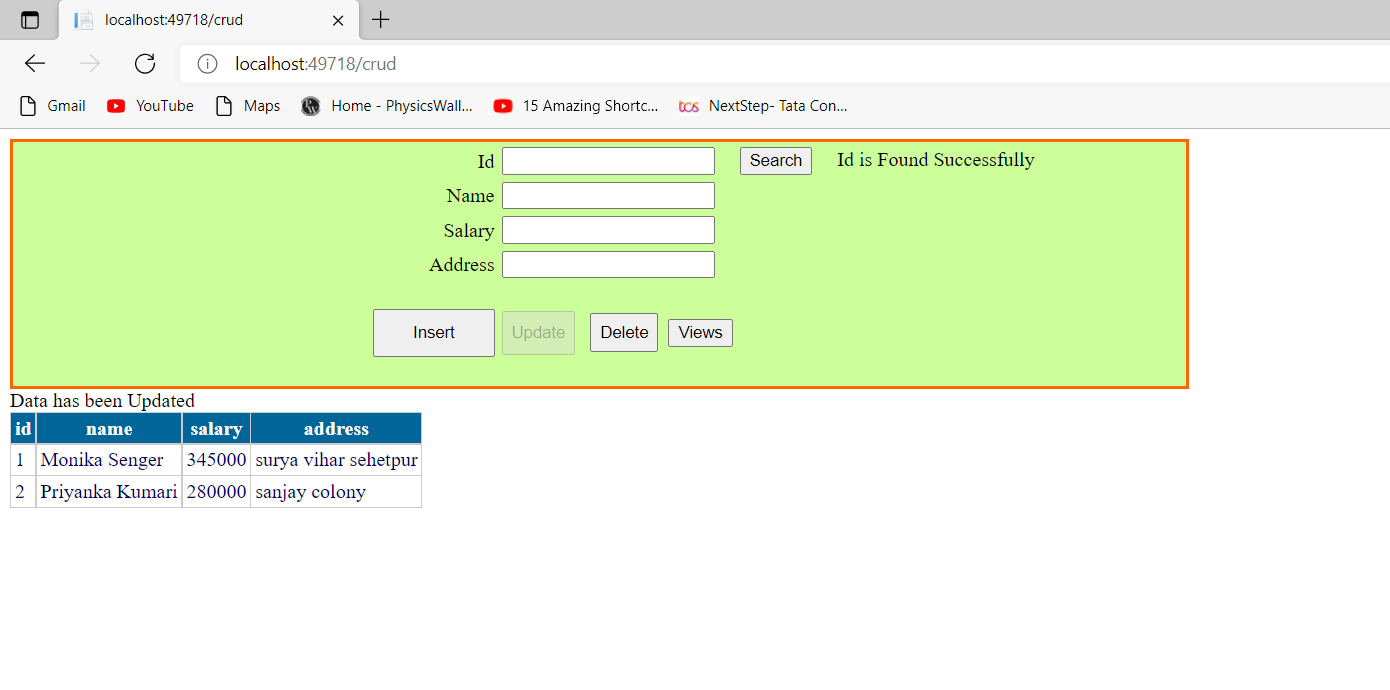 localhost:49718/crud
localhost:49718/crud
Gmail YouTube Maps Home - PhysicsWall... 15 Amazing Shortc... tcs NextStep- Tata Con...
Id Search Id is Found Successfully
Name
Salary
Address
Insert Update Delete Views
Data has been Updated
id name salary address
1 Monika Senger 345000 surya vihar sehetpur
2 Priyanka Kumari 280000 sanjay colony